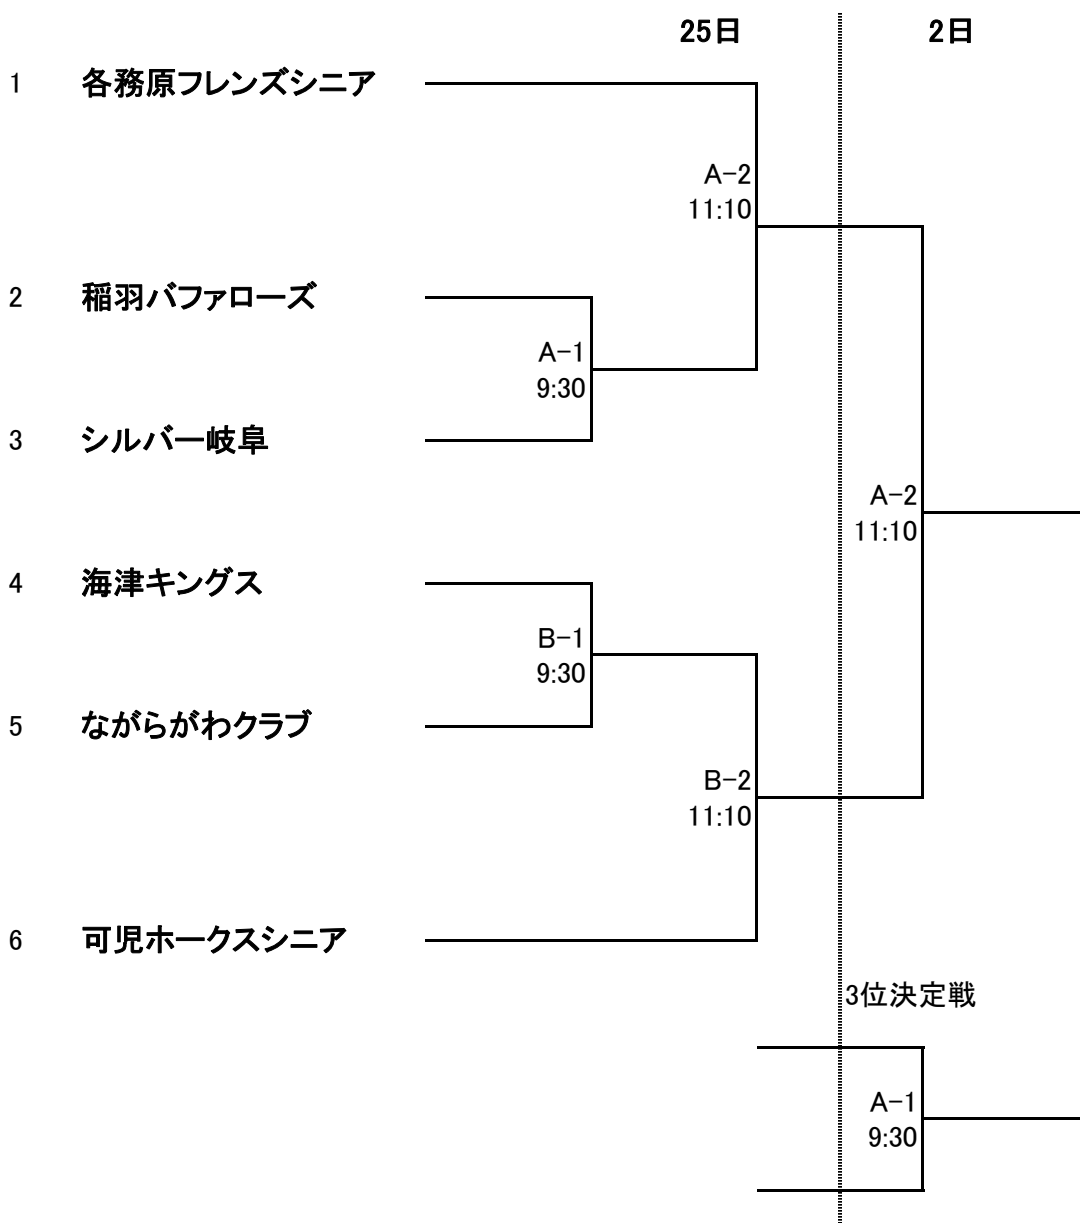 25日
2日
1 各務原フレンズシニア
A-2
11:10
2 稲羽バファローズ
A-1
9:30
3 シルバー岐阜
A-2
11:10
4 海津キングス
B-1
9:30
5 ながらがわクラブ
B-2
11:10
6 可児ホークスシニア
3位決定戦
A-1
9:30